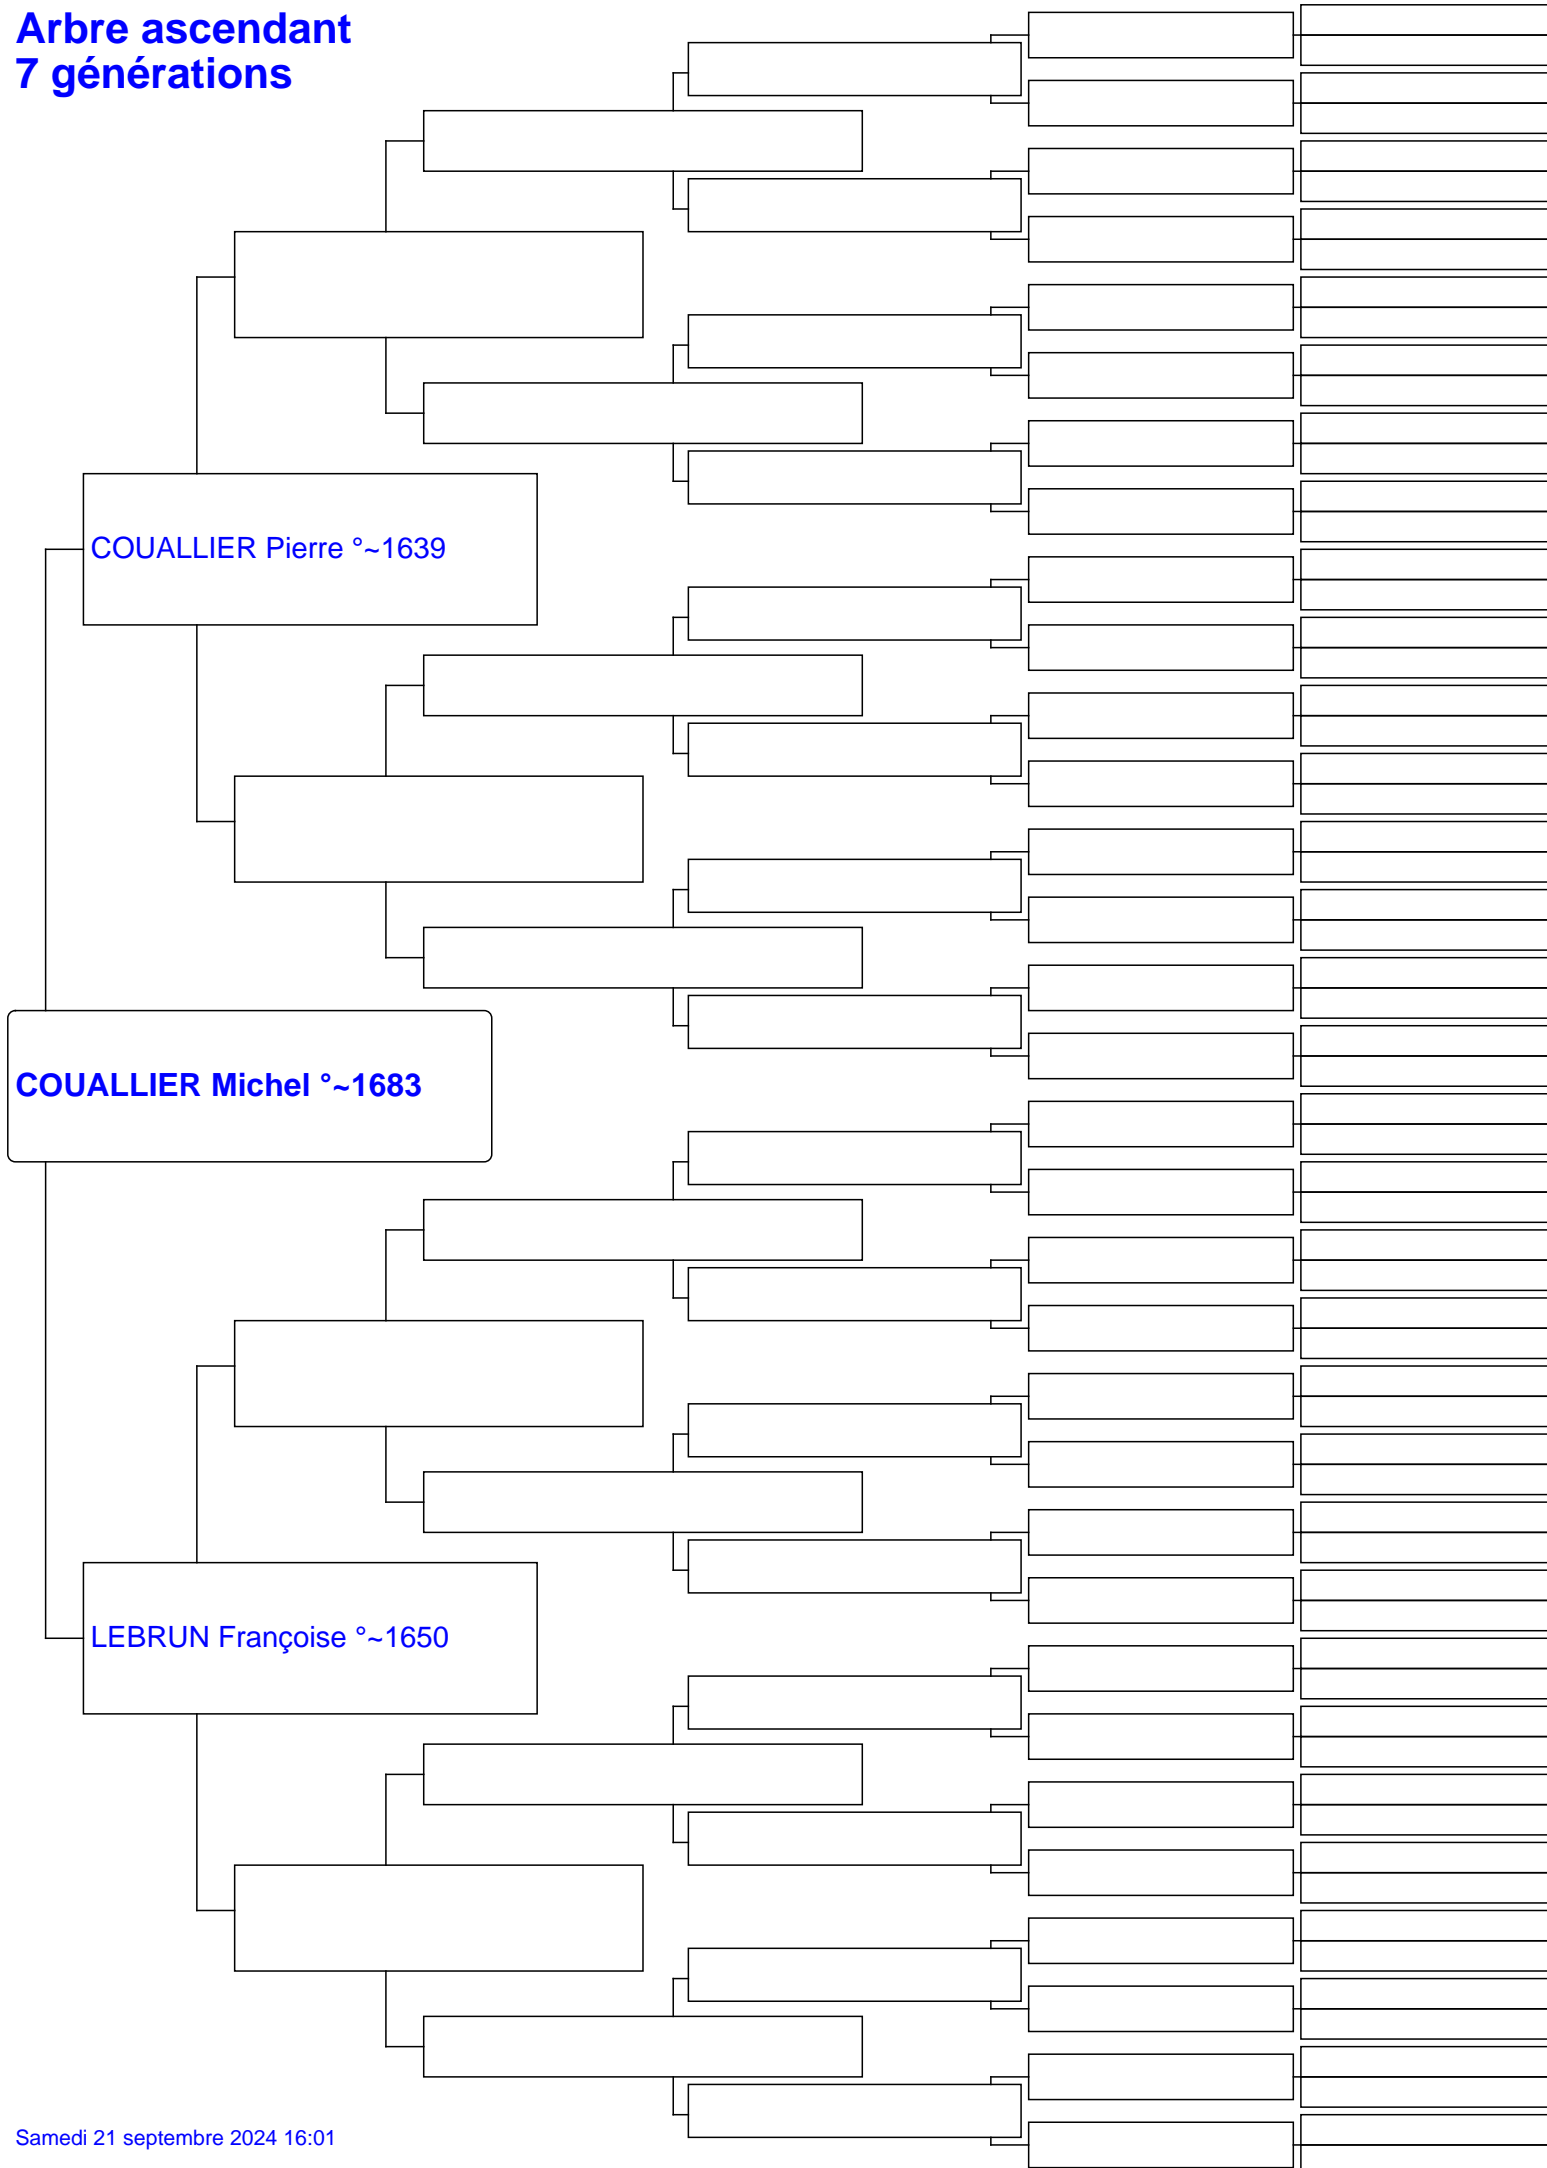 Arbre ascendant
7 générations
COUALLIER Pierre °~1639
COUALLIER Michel °~1683
LEBRUN Françoise °~1650
Samedi 21 septembre 2024 16:01